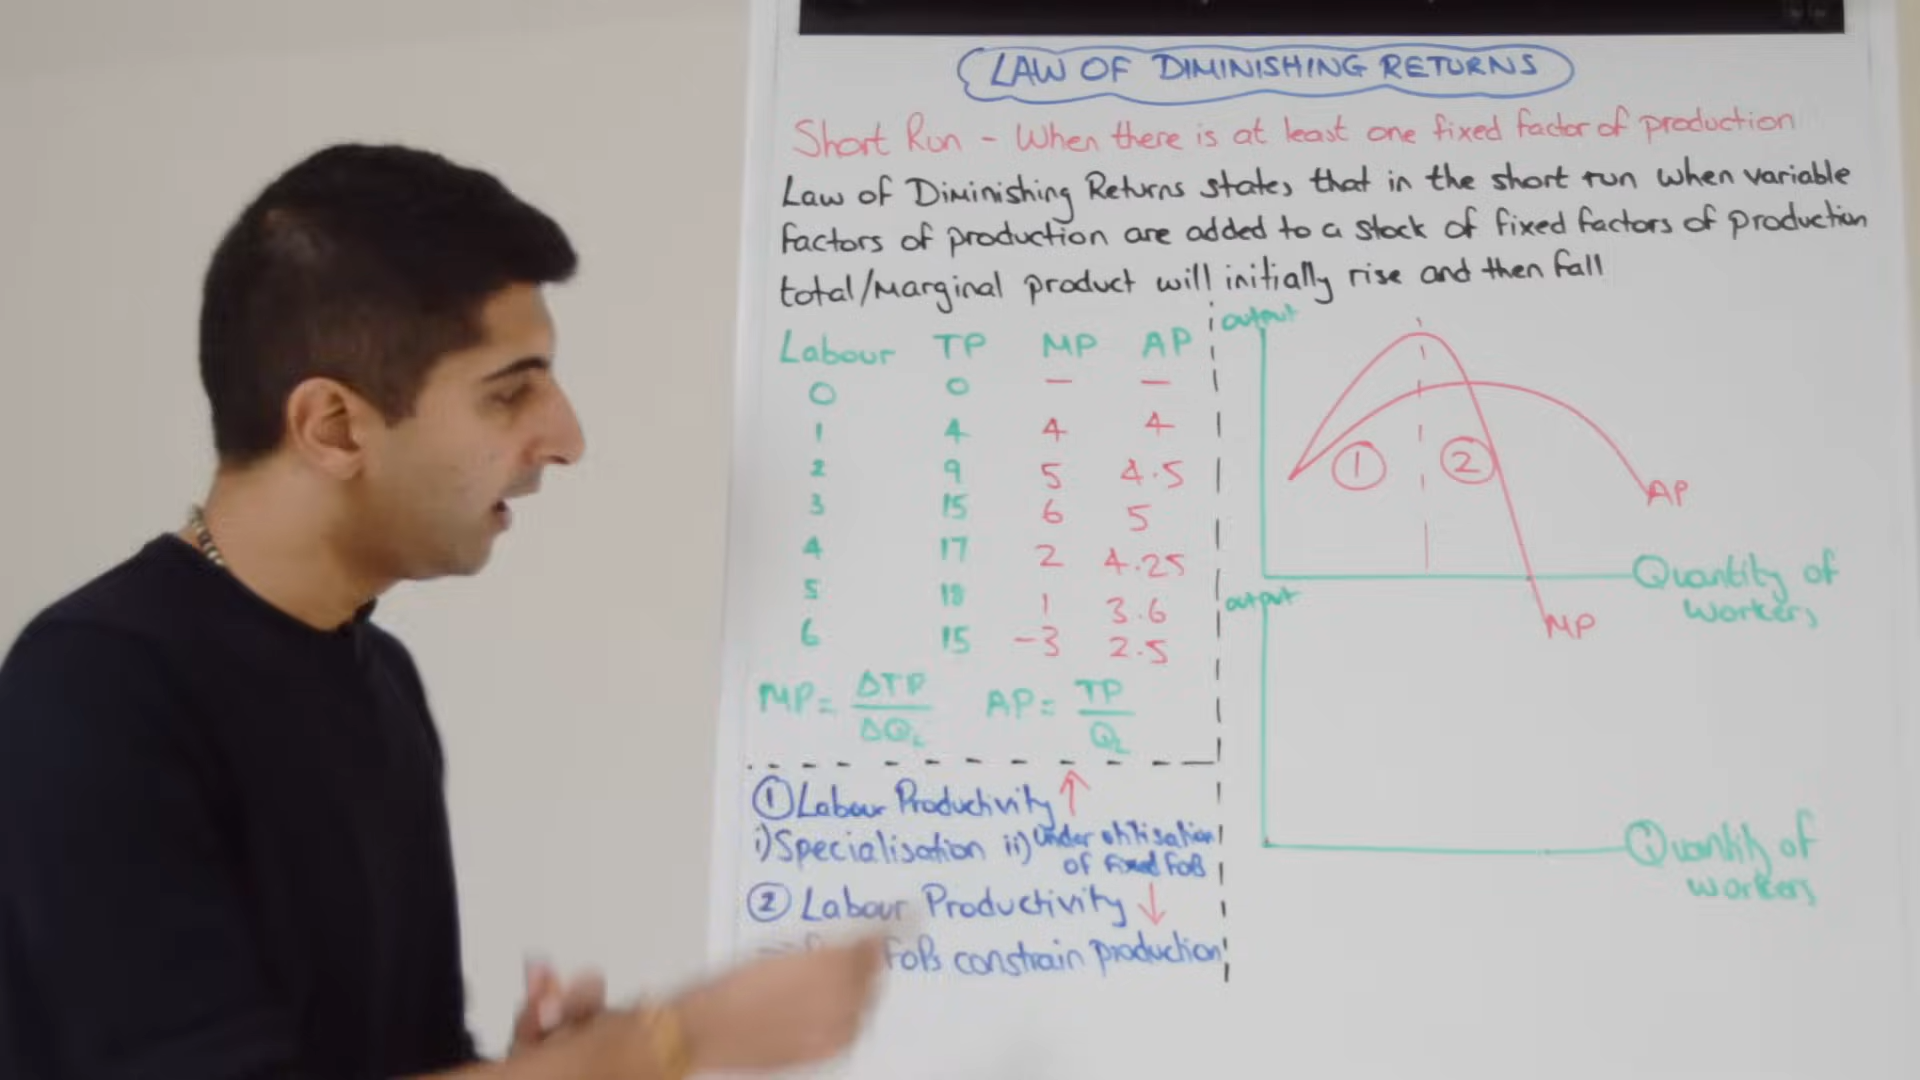 LAW OF DIMINISHING RETURNS
Short Run - When there is at least one fixed factor of production
Law of Diminishing Returns states that in the short run when variable
factors of production are added to a stock of fixed factors of production
total/marginal product will initially rise and then fall
Labour TP MP AP
0 0 — —
1 4 4 4
2 9 5 4.5
3 15 6 5
4 17 2 4.25
5 18 1 3.6
6 15 -3 2.5
MP = ΔTP / ΔQL AP = TP / QL
① Labour Productivity ↑
i) Specialisation ii) Under utilisation
of Fixed FoP
② Labour Productivity ↓
FoPs constrain production
output
① ②
AP
Quantity of
workers
MP
output
Quantity of
workers